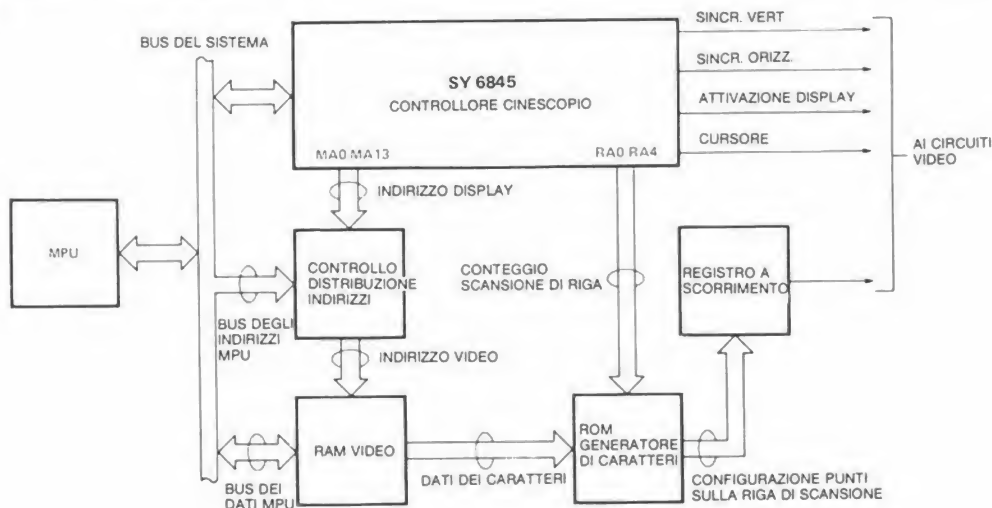 SINCR. VERT
BUS DEL SISTEMA
SINCR. ORIZZ.
SY 6845
CONTROLLORE CINESCOPIO
ATTIVAZIONE DISPLAY
CURSORE
MA0 MA13
RA0 RA4
AI CIRCUITI
VIDEO
INDIRIZZO DISPLAY
MPU
CONTROLLO
DISTRIBUZIONE
INDIRIZZI
CONTEGGIO
SCANSIONE DI RIGA
REGISTRO A
SCORRIMENTO
BUS DEGLI
INDIRIZZI
MPU
INDIRIZZO VIDEO
RAM VIDEO
ROM
GENERATORE
DI CARATTERI
BUS DEI
DATI MPU
DATI DEI CARATTERI
CONFIGURAZIONE PUNTI
SULLA RIGA DI SCANSIONE